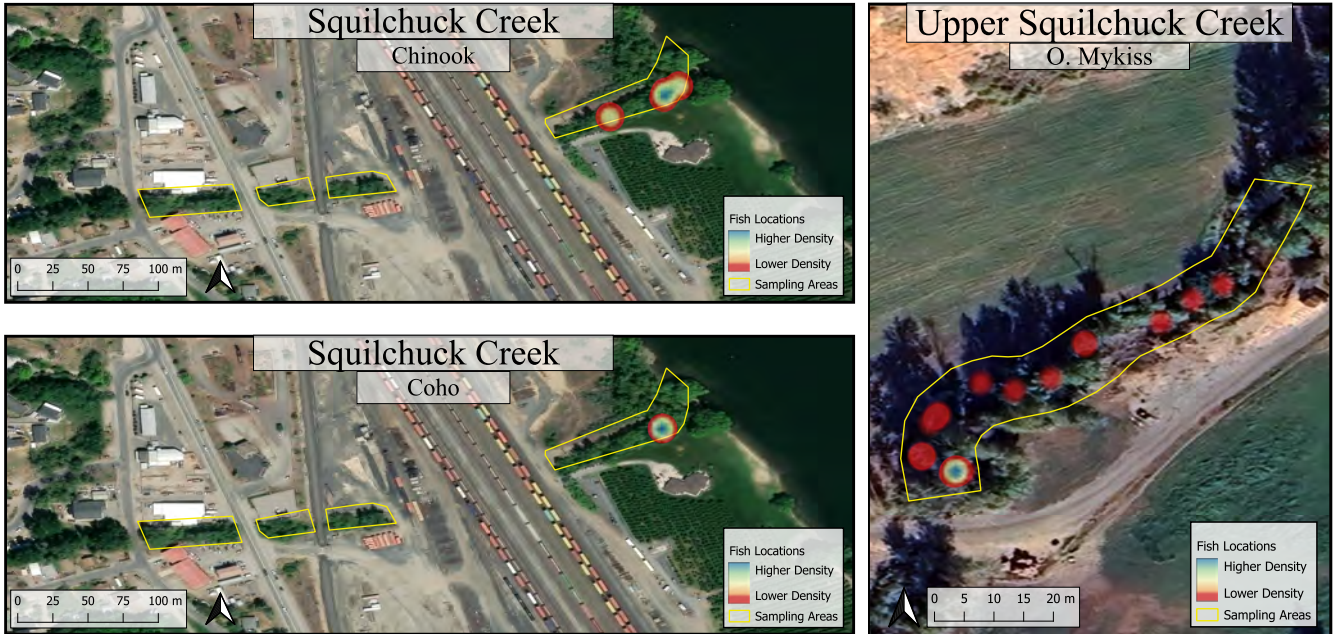 Squilchuck Creek
Chinook
Fish Locations
Higher Density
Lower Density
Sampling Areas
0 25 50 75 100 m
Squilchuck Creek
Coho
Fish Locations
Higher Density
Lower Density
Sampling Areas
0 25 50 75 100 m
Upper Squilchuck Creek
O. Mykiss
Fish Locations
Higher Density
Lower Density
Sampling Areas
0 5 10 15 20 m